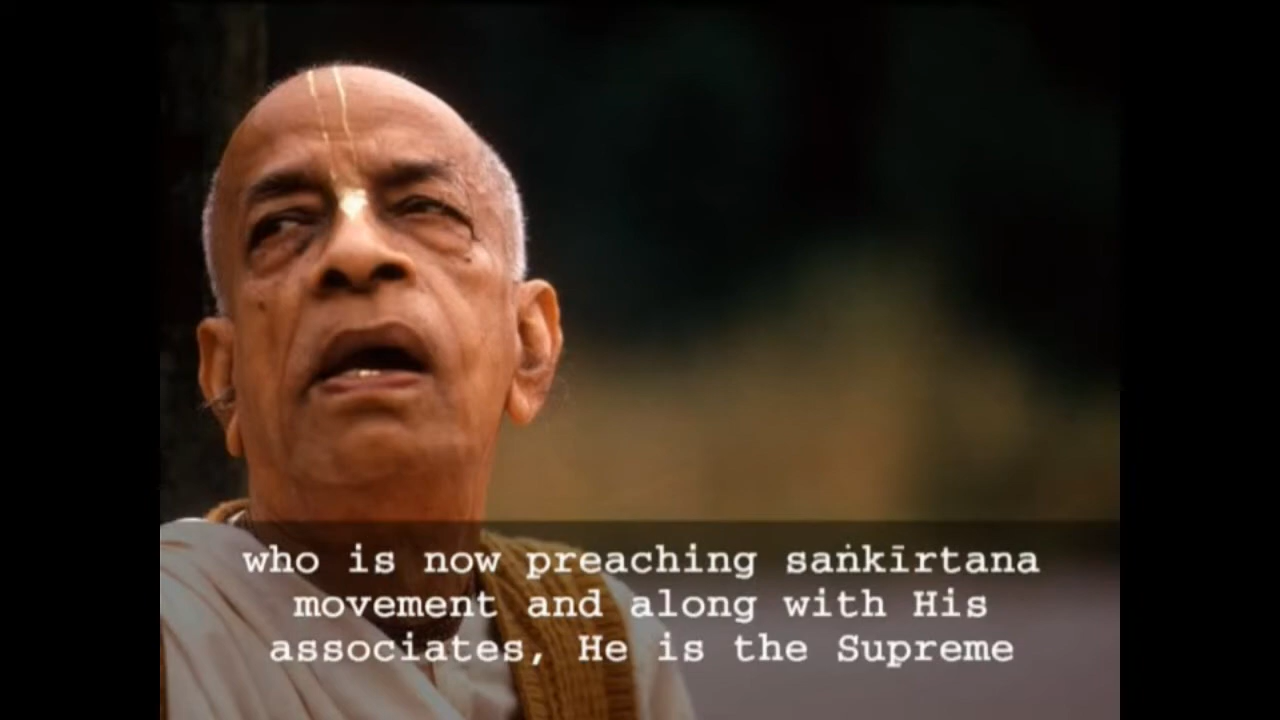 who is now preaching saṅkīrtana
movement and along with His
associates, He is the Supreme